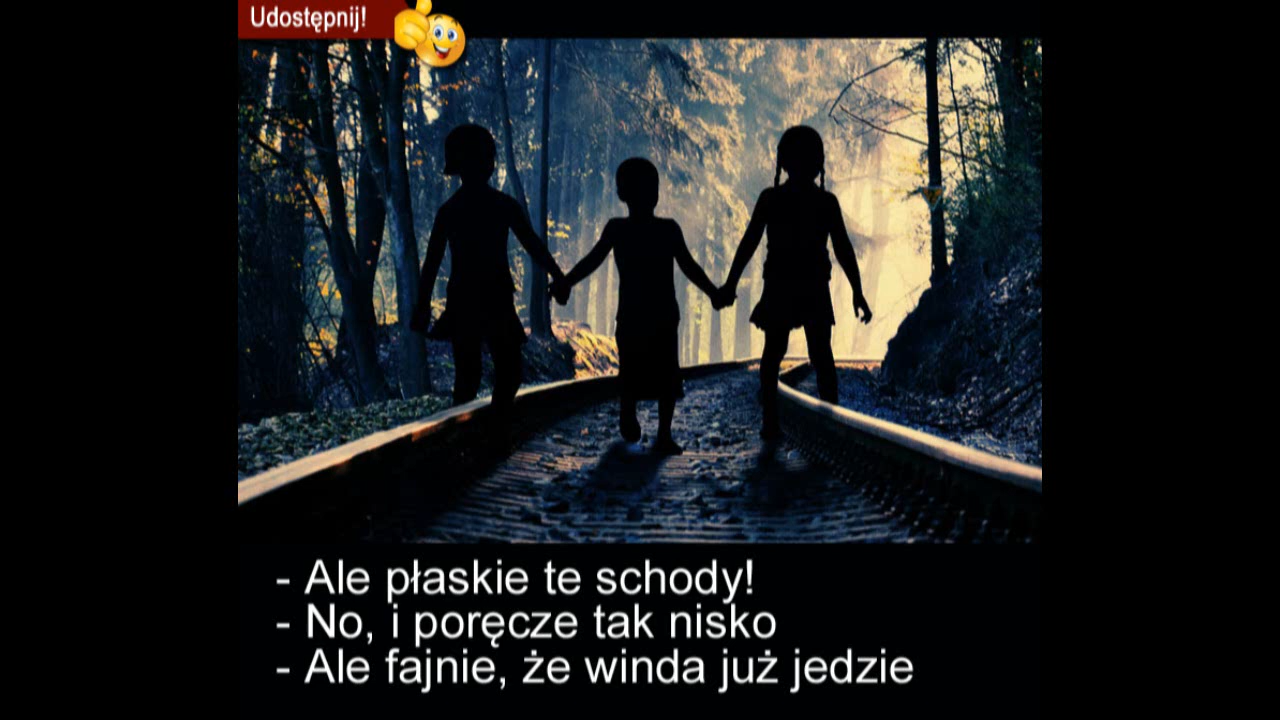 Udostępnij!
- Ale płaskie te schody!
- No, i poręcze tak nisko
- Ale fajnie, że winda już jedzie